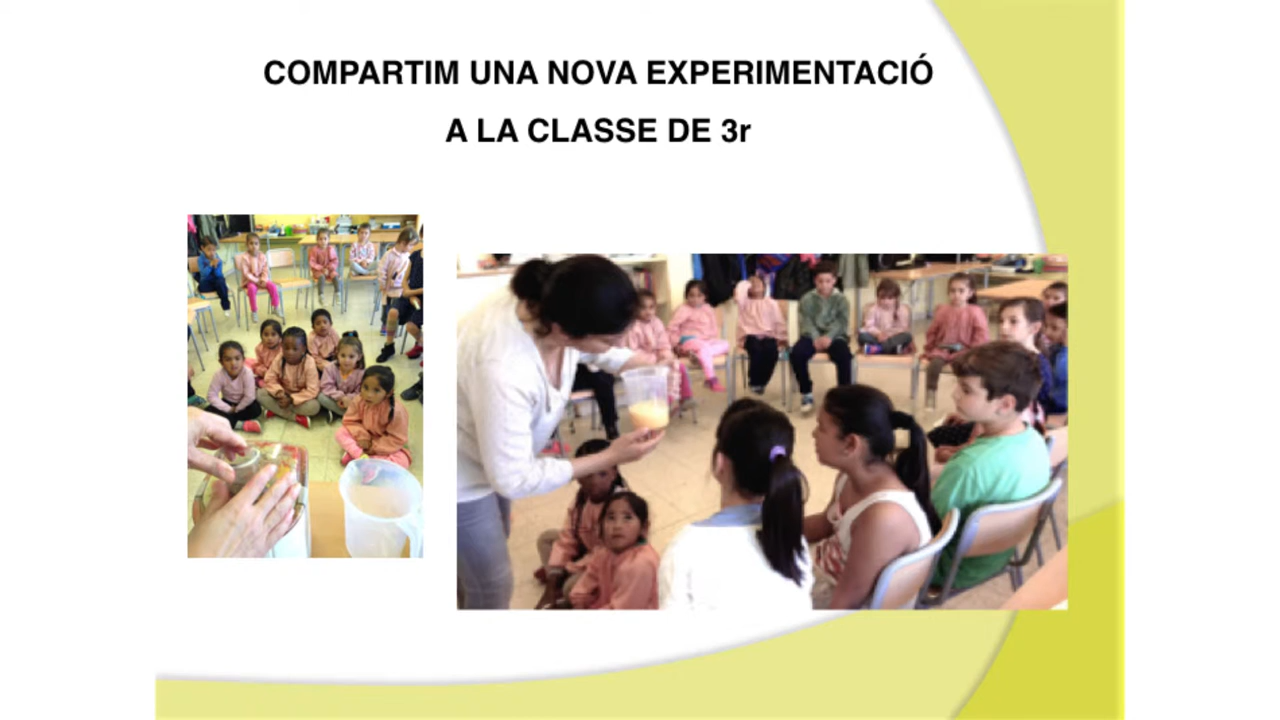 COMPARTIM UNA NOVA EXPERIMENTACIÓ
A LA CLASSE DE 3r